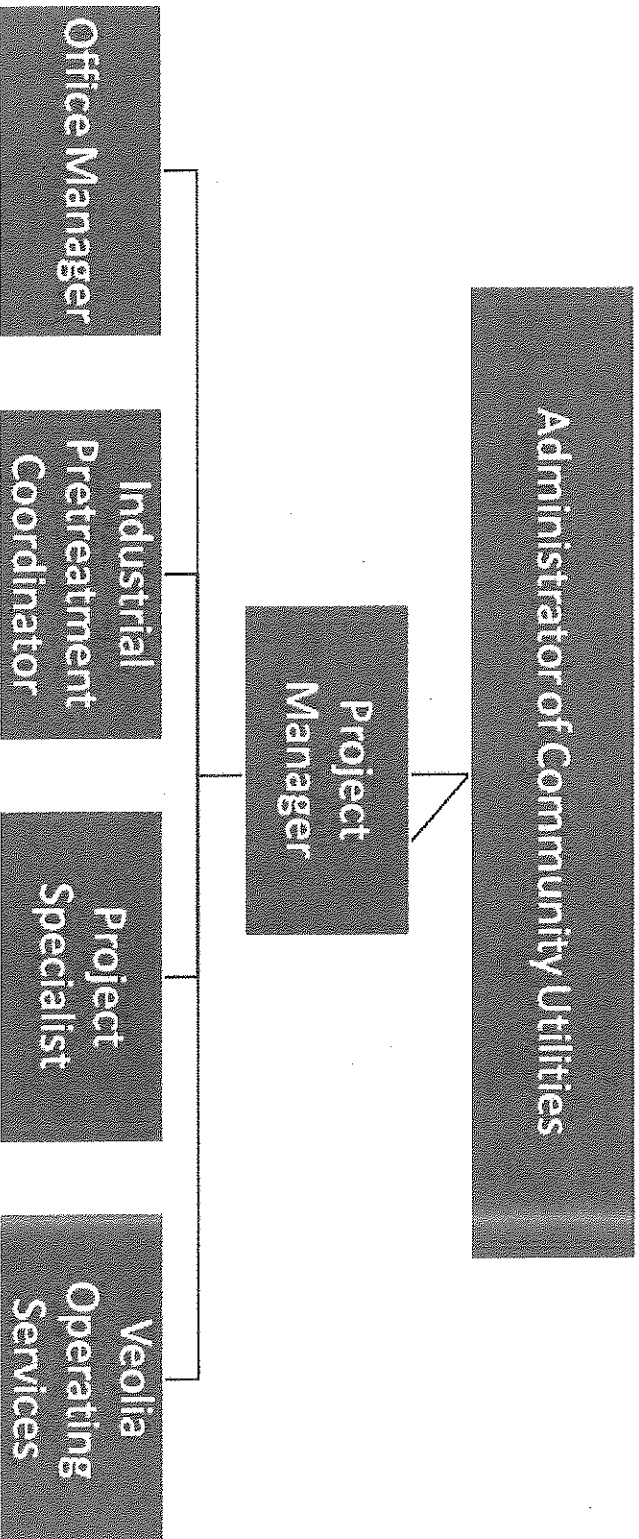 Administrator of Community Utilities
Project
Manager
Office Manager
Industrial
Pretreatment
Coordinator
Project
Specialist
Veolia
Operating
Services